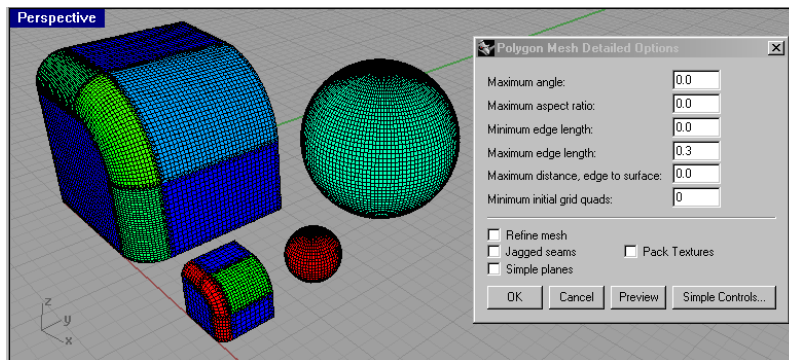 Perspective
Polygon Mesh Detailed Options
Maximum angle: 0.0
Maximum aspect ratio: 0.0
Minimum edge length: 0.0
Maximum edge length: 0.3
Maximum distance, edge to surface: 0.0
Minimum initial grid quads: 0
Refine mesh
Jagged seams Pack Textures
Simple planes
OK Cancel Preview Simple Controls...
z
y
x